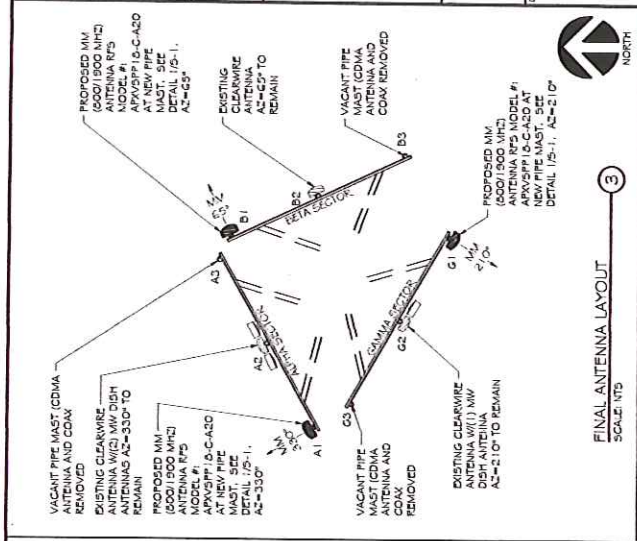 VACANT PIPE MAST (CDMA
ANTENNA AND COAX
REMOVED
EXISTING CLEARWIRE
ANTENNA W/(2) MW DISH
ANTENNAS AZ=330° TO
REMAIN
PROPOSED MM
(800/1900 MHZ)
ANTENNA RFS
MODEL #:
APXVSPP18-C-A20
AT NEW PIPE
MAST. SEE
DETAIL 1/S-1.
AZ=330°
PROPOSED MM
(800/1900 MHZ)
ANTENNA RFS
MODEL #:
APXVSPP18-C-A20
AT NEW PIPE
MAST. SEE
DETAIL 1/S-1.
AZ=65°
EXISTING
CLEARWIRE
ANTENNA
AZ=65° TO
REMAIN
VACANT PIPE
MAST (CDMA
ANTENNA AND
COAX REMOVED
A3
ALPHA SECTOR
A2
MM
330°
A1
MM
65°
B1
B2
BETA SECTOR
B3
G3
GAMMA SECTOR
G2
G1
MM
210°
VACANT PIPE
MAST (CDMA
ANTENNA AND
COAX
REMOVED
EXISTING CLEARWIRE
ANTENNA W/(1) MW
DISH ANTENNA
AZ=210° TO REMAIN
PROPOSED MM
(800/1900 MHZ)
ANTENNA RFS MODEL #:
APXVSPP18-C-A20 AT
NEW PIPE MAST. SEE
DETAIL 1/S-1. AZ=210°
FINAL ANTENNA LAYOUT
SCALE: NTS
3
NORTH